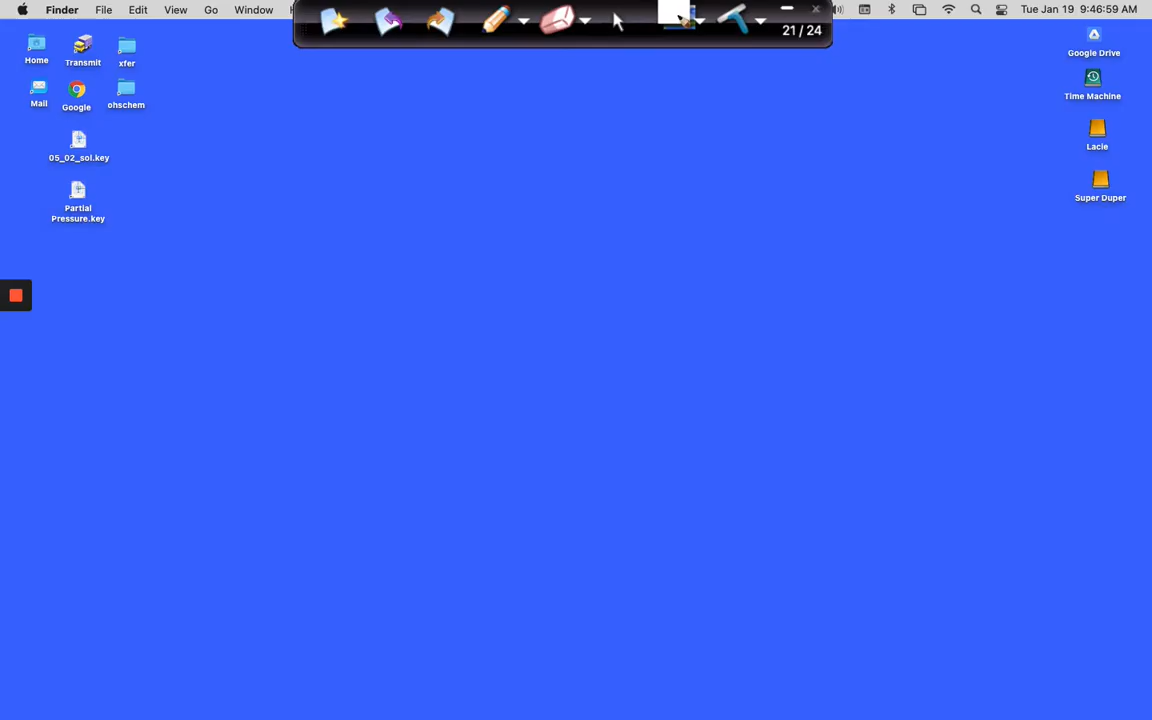 Finder File Edit View Go Window
Tue Jan 19 9:46:59 AM
21 / 24
Home
Transmit
xfer
Mail
Google
ohschem
05_02_sol.key
Partial
Pressure.key
Google Drive
Time Machine
Lacie
Super Duper